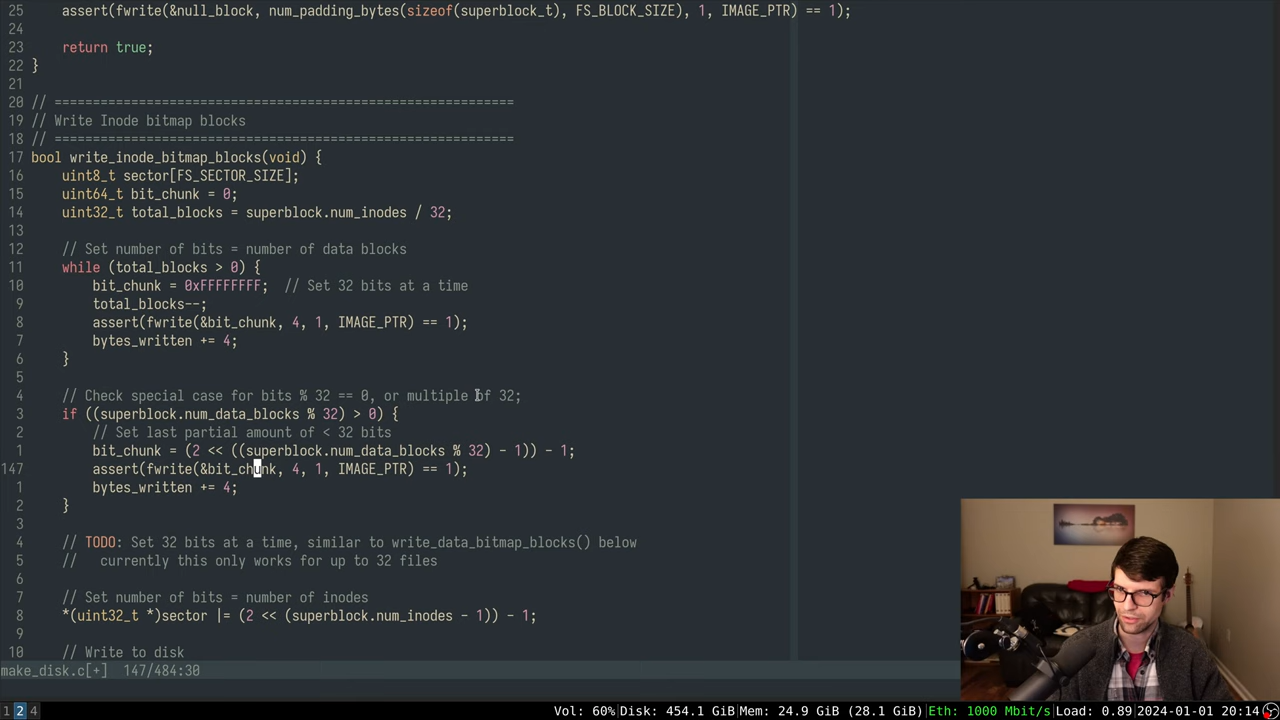 25     assert(fwrite(&null_block, num_padding_bytes(sizeof(superblock_t), FS_BLOCK_SIZE), 1, IMAGE_PTR) == 1);
24
23     return true;
22 }
21
20 // ============================================================
19 // Write Inode bitmap blocks
18 // ============================================================
17 bool write_inode_bitmap_blocks(void) {
16     uint8_t sector[FS_SECTOR_SIZE];
15     uint64_t bit_chunk = 0;
14     uint32_t total_blocks = superblock.num_inodes / 32;
13
12     // Set number of bits = number of data blocks
11     while (total_blocks > 0) {
10         bit_chunk = 0xFFFFFFFF;  // Set 32 bits at a time
9         total_blocks--;
8         assert(fwrite(&bit_chunk, 4, 1, IMAGE_PTR) == 1);
7         bytes_written += 4;
6     }
5
4     // Check special case for bits % 32 == 0, or multiple of 32;
3     if ((superblock.num_data_blocks % 32) > 0) {
2         // Set last partial amount of < 32 bits
1         bit_chunk = (2 << ((superblock.num_data_blocks % 32) - 1)) - 1;
147         assert(fwrite(&bit_chunk, 4, 1, IMAGE_PTR) == 1);
1         bytes_written += 4;
2     }
3
4     // TODO: Set 32 bits at a time, similar to write_data_bitmap_blocks() below
5     //   currently this only works for up to 32 files
6
7     // Set number of bits = number of inodes
8     *(uint32_t *)sector |= (2 << (superblock.num_inodes - 1)) - 1;
9
10     // Write to disk
make_disk.c[+]  147/484:30
1 2 4 Vol: 60%|Disk: 454.1 GiB|Mem: 24.9 GiB (28.1 GiB)|Eth: 1000 Mbit/s|Load: 0.89 2024-01-01 20:14